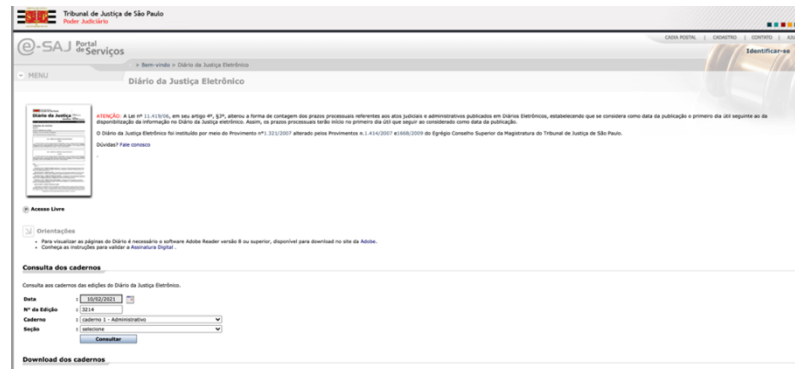 Tribunal de Justiça de São Paulo
Poder Judiciário
CAIXA POSTAL | CADASTRO | CONTATO |
e-SAJ Portal de Serviços
Identificar-se
> Bem-vindo > Diário da Justiça Eletrônico
MENU
Diário da Justiça Eletrônico
Diário da Justiça
ATENÇÃO: A Lei nº 11.419/06, em seu artigo 4º, §3º, alterou a forma de contagem dos prazos processuais referentes aos atos judiciais e administrativos publicados em Diários Eletrônicos, estabelecendo que se considera como data da publicação o primeiro dia útil seguinte ao da
disponibilização da informação no Diário da Justiça eletrônico. Assim, os prazos processuais terão início no primeiro dia útil que seguir ao considerado como data da publicação.
O Diário da Justiça Eletrônico foi instituído por meio do Provimento nº1.321/2007 alterado pelos Provimentos n.1.414/2007 e1688/2009 do Egrégio Conselho Superior da Magistratura do Tribunal de Justiça de São Paulo.
Dúvidas? Fale conosco
.
Acesso Livre
Orientações
Para visualizar as páginas do Diário é necessário o software Adobe Reader versão 8 ou superior, disponível para download no site da Adobe.
Conheça as instruções para validar a Assinatura Digital .
Consulta dos cadernos
Consulta aos cadernos das edições do Diário da Justiça Eletrônico.
Data : 10/02/2021
Nº da Edição : 3214
Caderno : caderno 1 - Administrativo
Seção : selecione
Consultar
Download dos cadernos